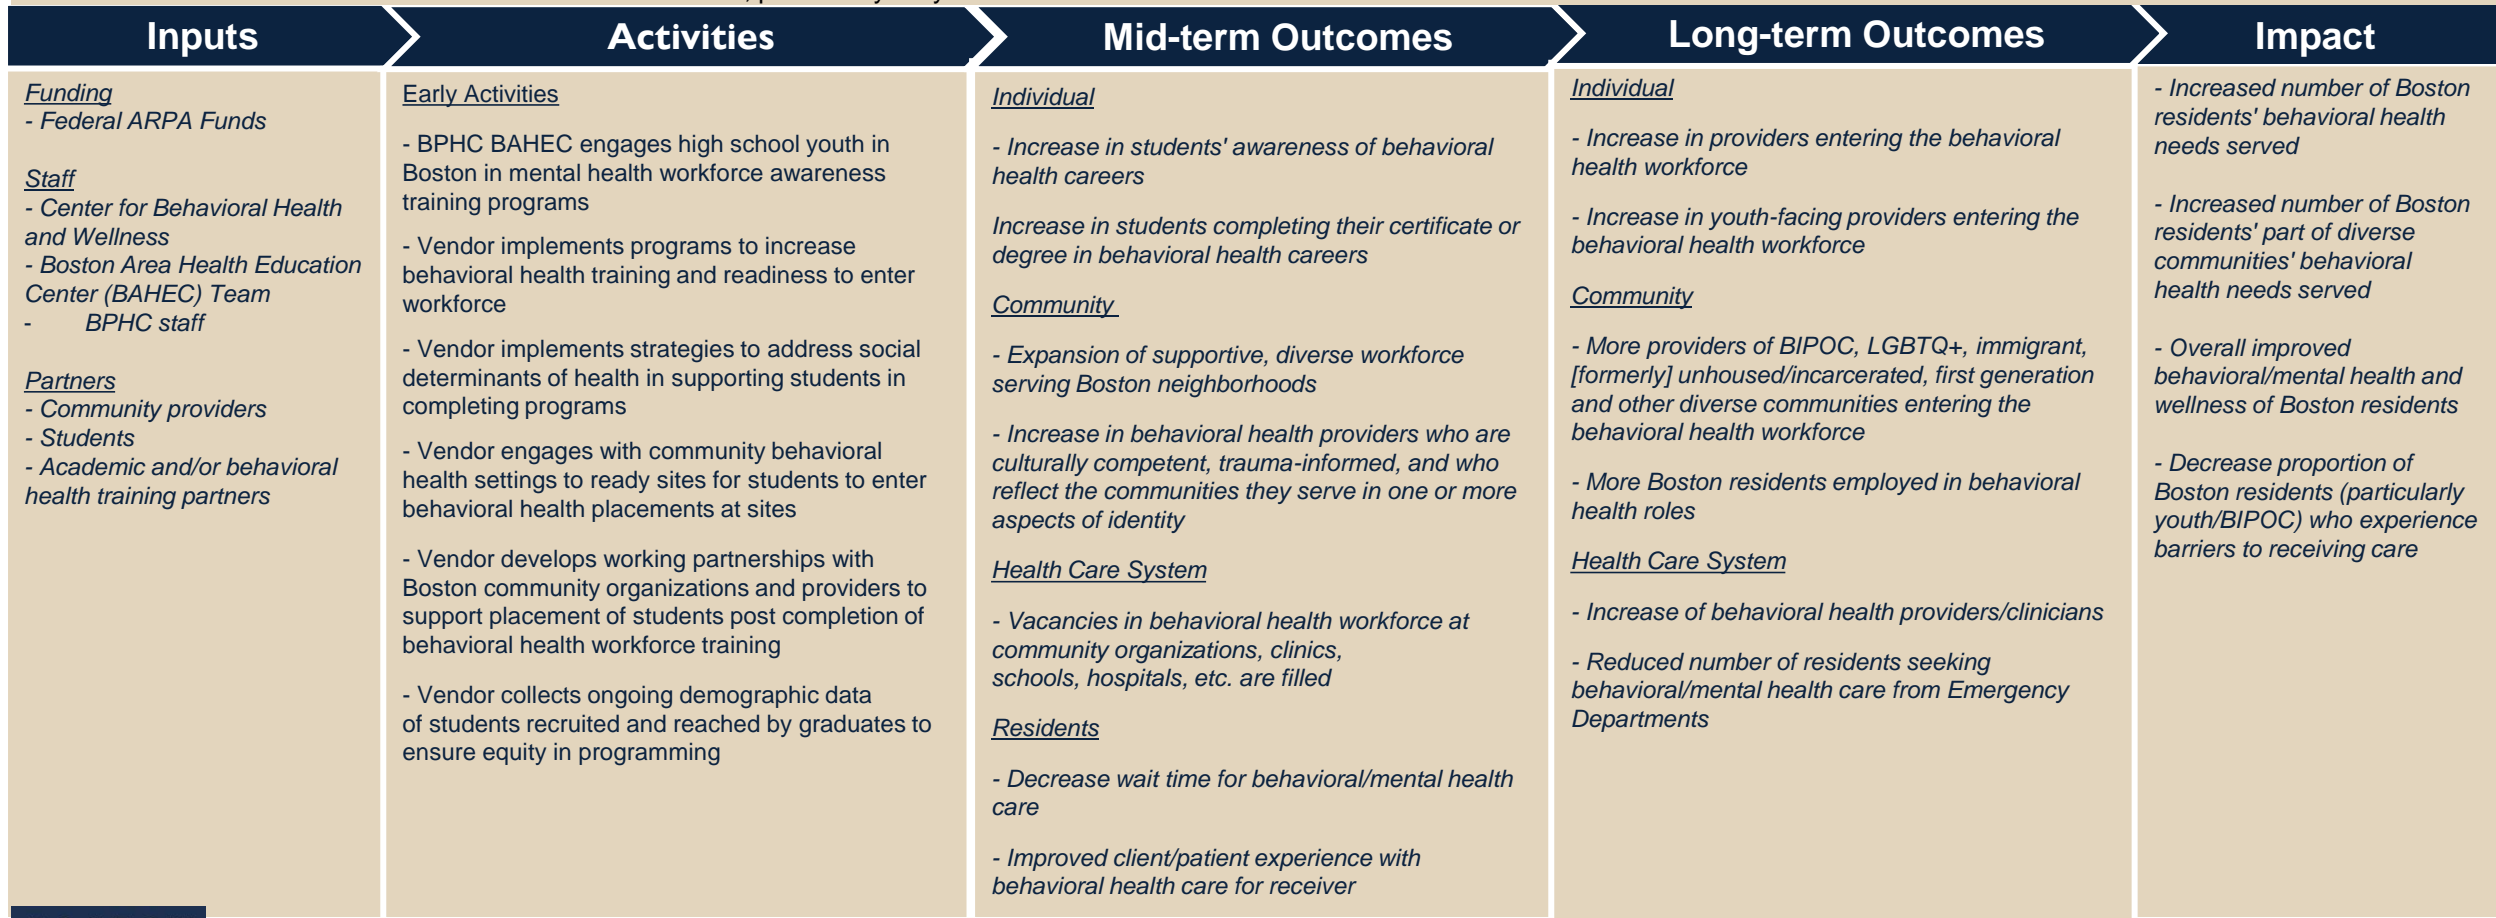 Inputs
Activities
Mid-term Outcomes
Long-term Outcomes
Impact
Funding
- Federal ARPA Funds
Staff
- Center for Behavioral Health
and Wellness
- Boston Area Health Education
Center (BAHEC) Team
- BPHC staff
Partners
- Community providers
- Students
- Academic and/or behavioral
health training partners
Early Activities
- BPHC BAHEC engages high school youth in
Boston in mental health workforce awareness
training programs
- Vendor implements programs to increase
behavioral health training and readiness to enter
workforce
- Vendor implements strategies to address social
determinants of health in supporting students in
completing programs
- Vendor engages with community behavioral
health settings to ready sites for students to enter
behavioral health placements at sites
- Vendor develops working partnerships with
Boston community organizations and providers to
support placement of students post completion of
behavioral health workforce training
- Vendor collects ongoing demographic data
of students recruited and reached by graduates to
ensure equity in programming
Individual
- Increase in students' awareness of behavioral
health careers
Increase in students completing their certificate or
degree in behavioral health careers
Community
- Expansion of supportive, diverse workforce
serving Boston neighborhoods
- Increase in behavioral health providers who are
culturally competent, trauma-informed, and who
reflect the communities they serve in one or more
aspects of identity
Health Care System
- Vacancies in behavioral health workforce at
community organizations, clinics,
schools, hospitals, etc. are filled
Residents
- Decrease wait time for behavioral/mental health
care
- Improved client/patient experience with
behavioral health care for receiver
Individual
- Increase in providers entering the behavioral
health workforce
- Increase in youth-facing providers entering the
behavioral health workforce
Community
- More providers of BIPOC, LGBTQ+, immigrant,
[formerly] unhoused/incarcerated, first generation
and other diverse communities entering the
behavioral health workforce
- More Boston residents employed in behavioral
health roles
Health Care System
- Increase of behavioral health providers/clinicians
- Reduced number of residents seeking
behavioral/mental health care from Emergency
Departments
- Increased number of Boston
residents' behavioral health
needs served
- Increased number of Boston
residents' part of diverse
communities' behavioral
health needs served
- Overall improved
behavioral/mental health and
wellness of Boston residents
- Decrease proportion of
Boston residents (particularly
youth/BIPOC) who experience
barriers to receiving care